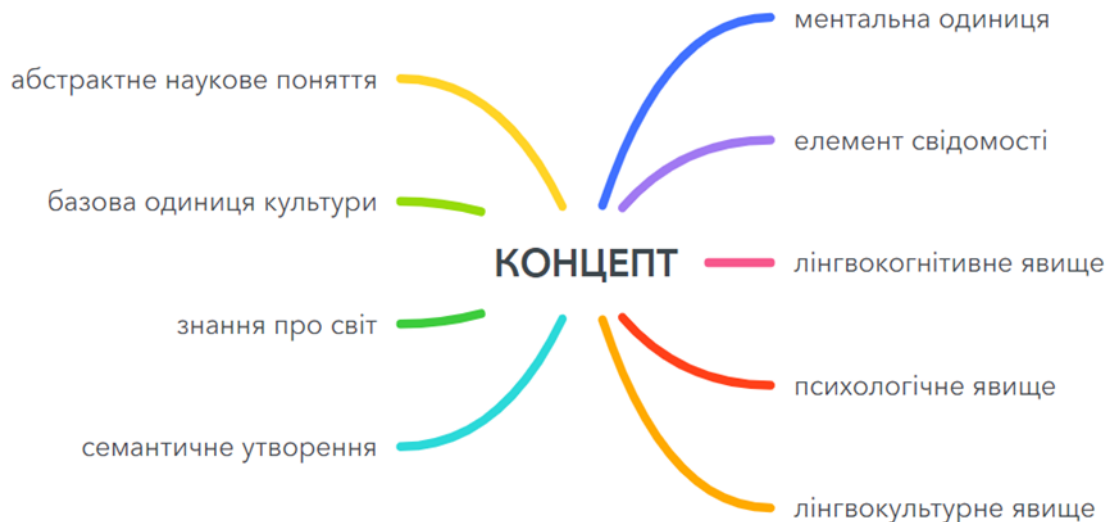 ментальна одиниця
абстрактне наукове поняття
елемент свідомості
базова одиниця культури
КОНЦЕПТ
лінгвокогнітивне явище
знання про світ
психологічне явище
семантичне утворення
лінгвокультурне явище